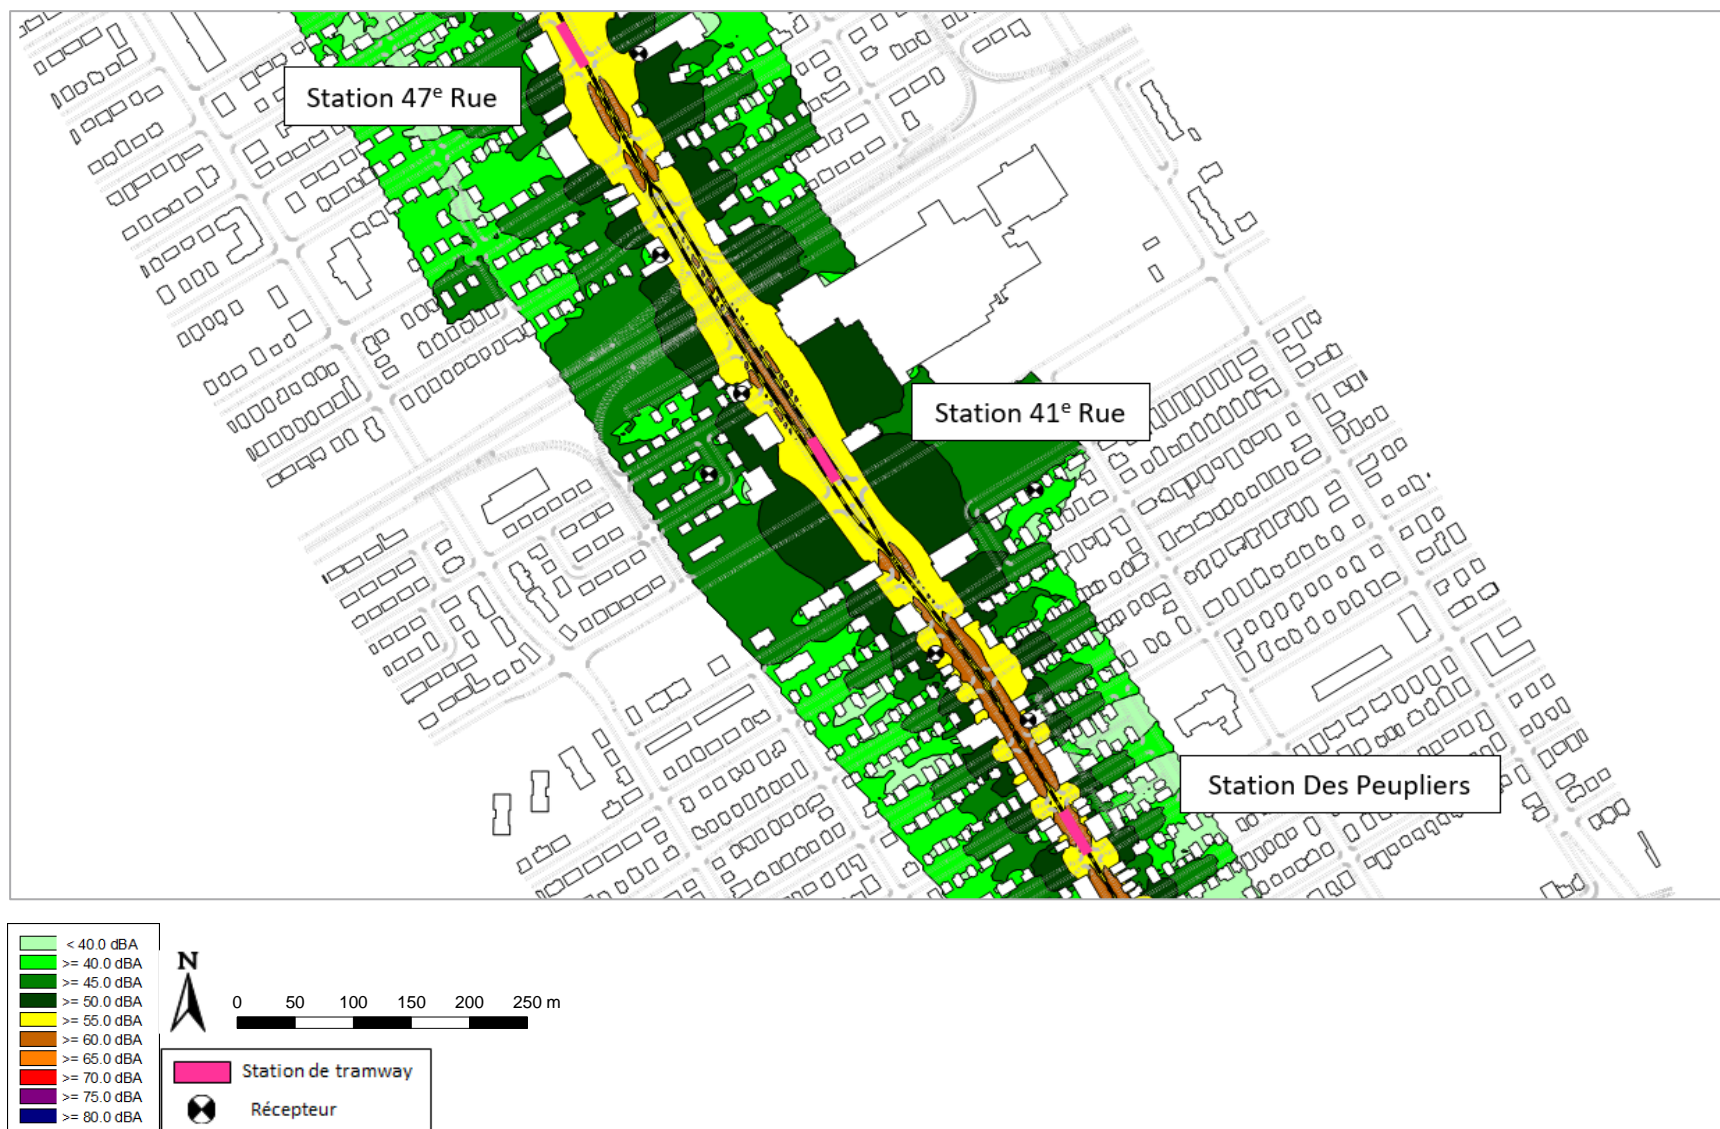 Station 47e Rue
Station 41e Rue
Station Des Peupliers
< 40.0 dBA
>= 40.0 dBA
>= 45.0 dBA
>= 50.0 dBA
>= 55.0 dBA
>= 60.0 dBA
>= 65.0 dBA
>= 70.0 dBA
>= 75.0 dBA
>= 80.0 dBA
N
0 50 100 150 200 250 m
Station de tramway
Récepteur